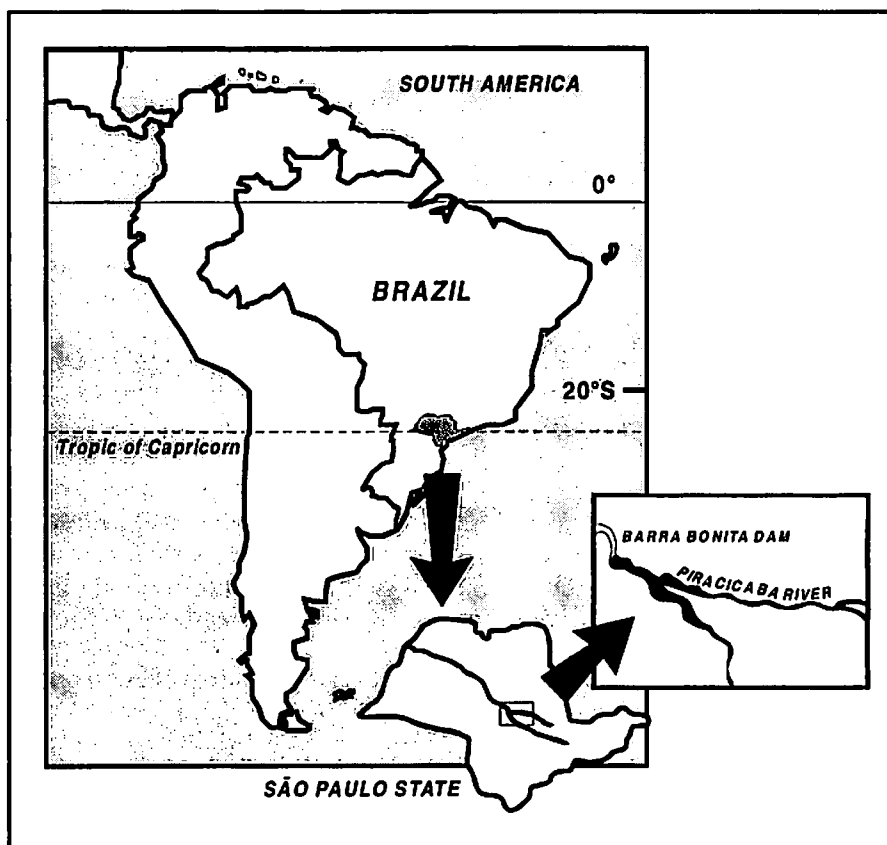 SOUTH AMERICA
0°
BRAZIL
20°S
Tropic of Capricorn
BARRA BONITA DAM
PIRACICABA RIVER
SÃO PAULO STATE